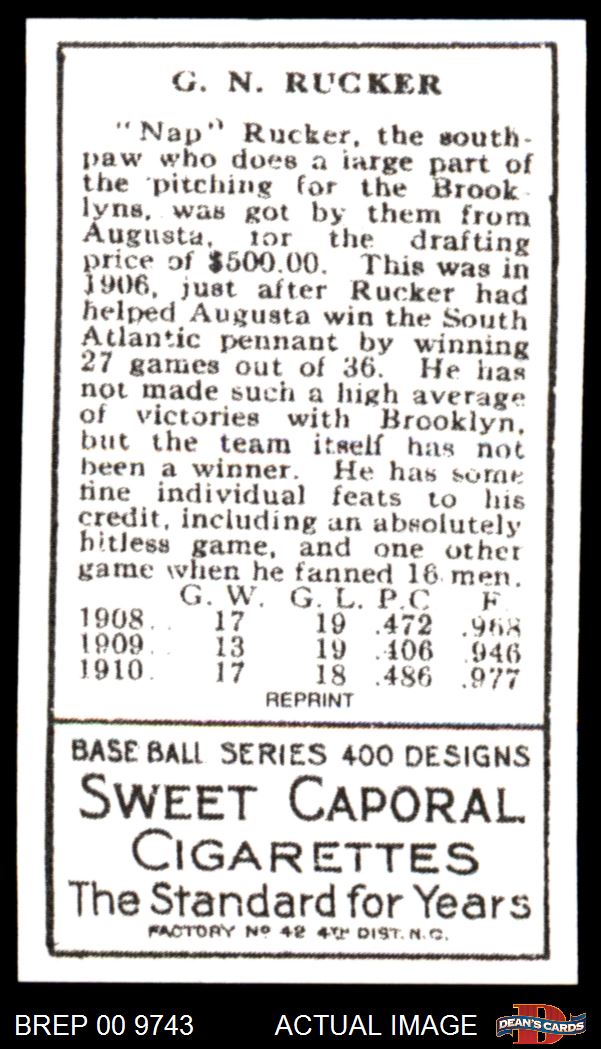 G. N. RUCKER
"Nap" Rucker, the south-
paw who does a large part of
the pitching for the Brook-
lyns, was got by them from
Augusta, for the drafting
price of $500.00. This was in
1906, just after Rucker had
helped Augusta win the South
Atlantic pennant by winning
27 games out of 36. He has
not made such a high average
of victories with Brooklyn,
but the team itself has not
been a winner. He has some
fine individual feats to his
credit, including an absolutely
hitless game, and one other
game when he fanned 16 men.
G. W. G. L. P.C F.
1908. . 17 19 .472 .968
1909. . 13 19 .406 .946
1910. 17 18 .486 .977
REPRINT
BASE BALL SERIES 400 DESIGNS
SWEET CAPORAL
CIGARETTES
The Standard for Years
FACTORY Nº 42 4TH DIST. N.C.
BREP 00 9743 ACTUAL IMAGE
DEAN'S CARDS